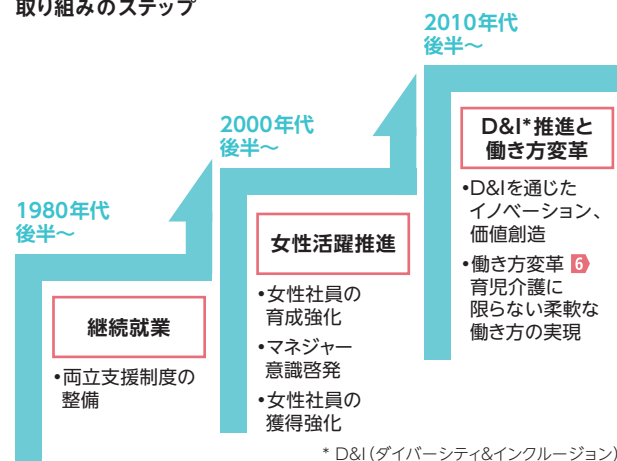 取り組みのステップ
1980年代
後半〜
継続就業
•両立支援制度の
整備
2000年代
後半〜
女性活躍推進
•女性社員の
育成強化
•マネジャー
意識啓発
•女性社員の
獲得強化
2010年代
後半〜
D&I*推進と
働き方変革
•D&Iを通じた
イノベーション、
価値創造
•働き方変革 6
育児介護に
限らない柔軟な
働き方の実現
* D&I（ダイバーシティ&インクルージョン）